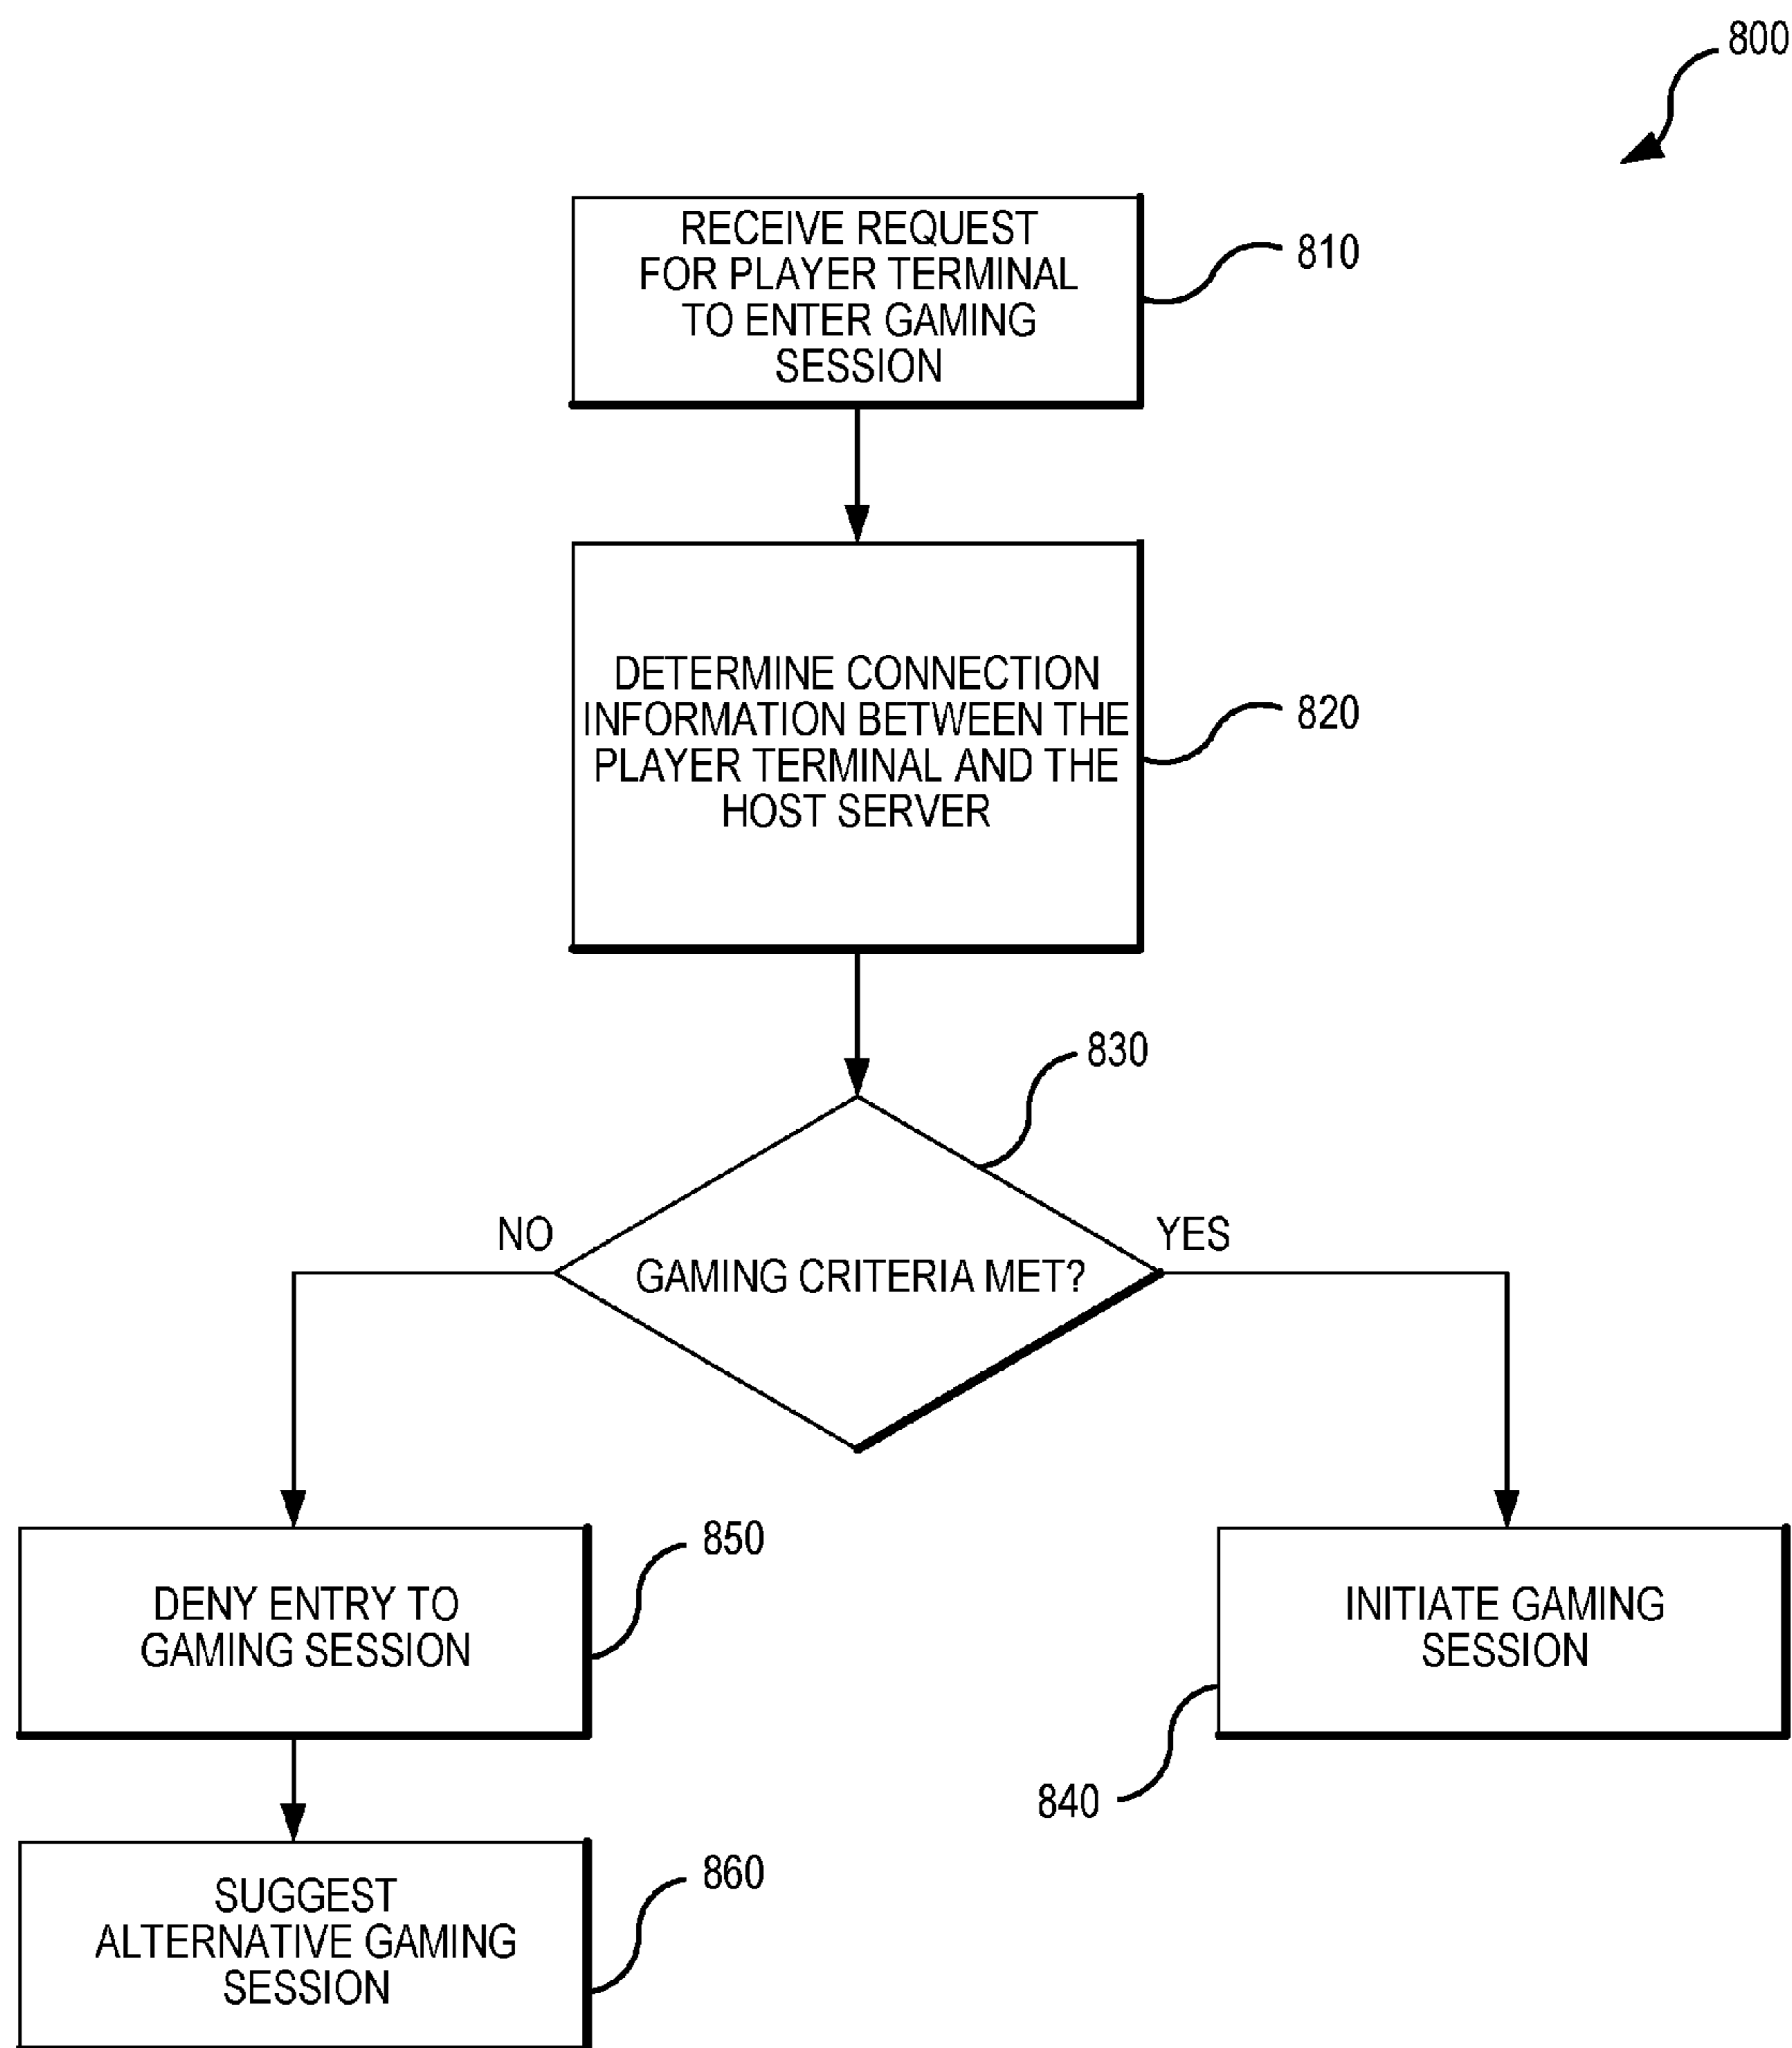 800
RECEIVE REQUEST
FOR PLAYER TERMINAL
TO ENTER GAMING
SESSION
810
DETERMINE CONNECTION
INFORMATION BETWEEN THE
PLAYER TERMINAL AND THE
HOST SERVER
820
830
NO
GAMING CRITERIA MET?
YES
DENY ENTRY TO
GAMING SESSION
850
INITIATE GAMING
SESSION
840
SUGGEST
ALTERNATIVE GAMING
SESSION
860